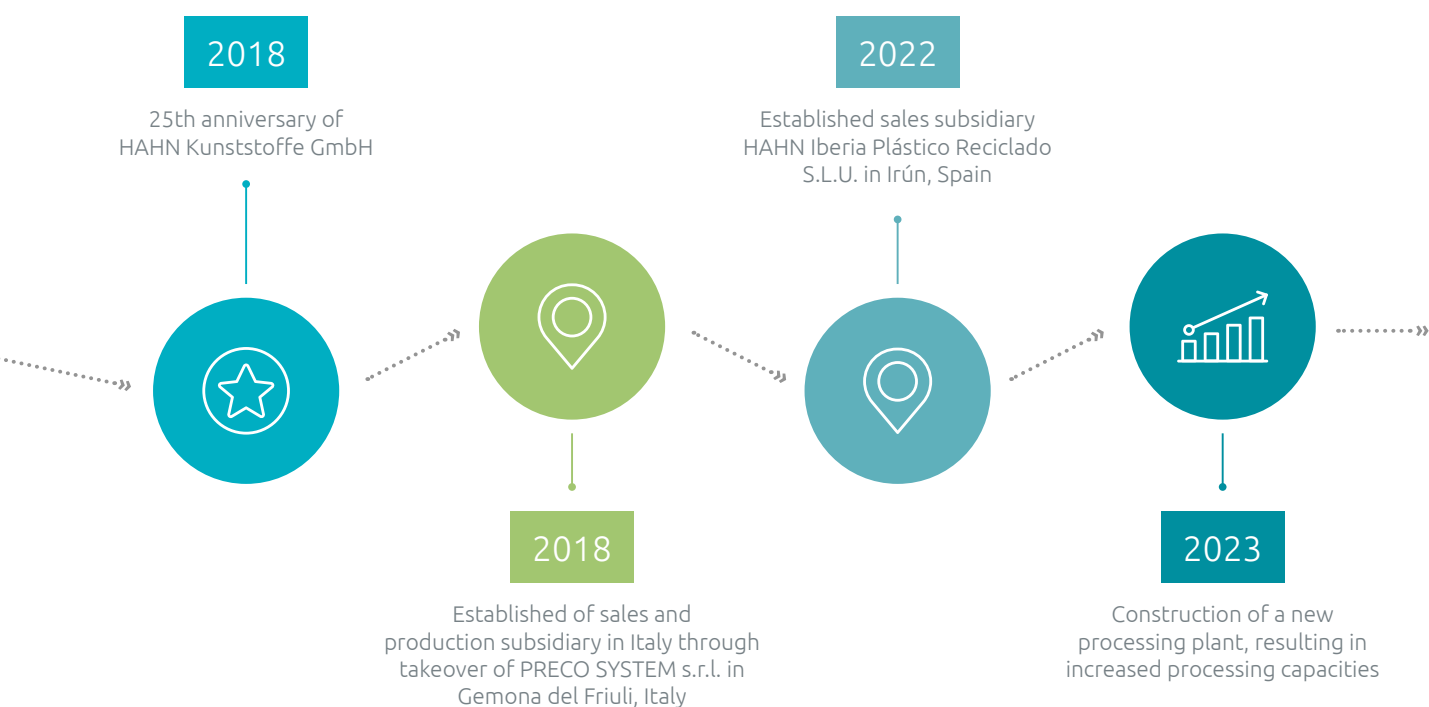 2018
25th anniversary of
HAHN Kunststoffe GmbH
2018
Established of sales and
production subsidiary in Italy through
takeover of PRECO SYSTEM s.r.l. in
Gemona del Friuli, Italy
2022
Established sales subsidiary
HAHN Iberia Plástico Reciclado
S.L.U. in Irún, Spain
2023
Construction of a new
processing plant, resulting in
increased processing capacities